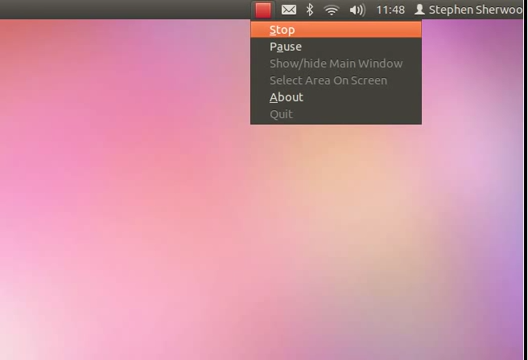 11:48 Stephen Sherwoo
Stop
Pause
Show/hide Main Window
Select Area On Screen
About
Quit